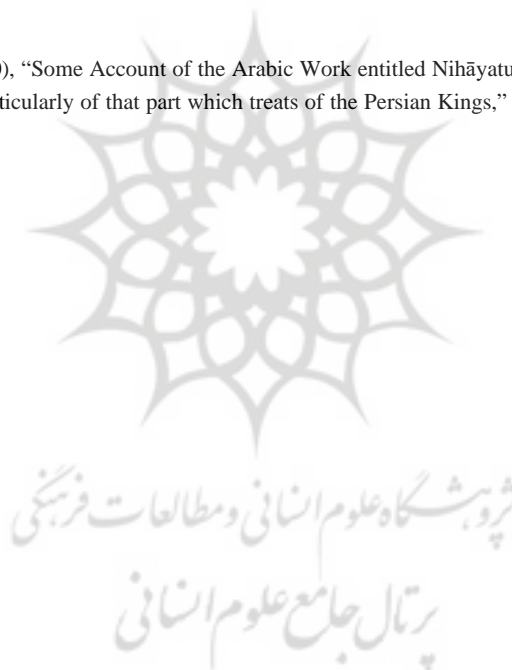 ), “Some Account of the Arabic Work entitled Nihāyatu
ticularly of that part which treats of the Persian Kings,”
پژوهشگاه علوم انسانی و مطالعات فرهنگی
پرتال جامع علوم انسانی